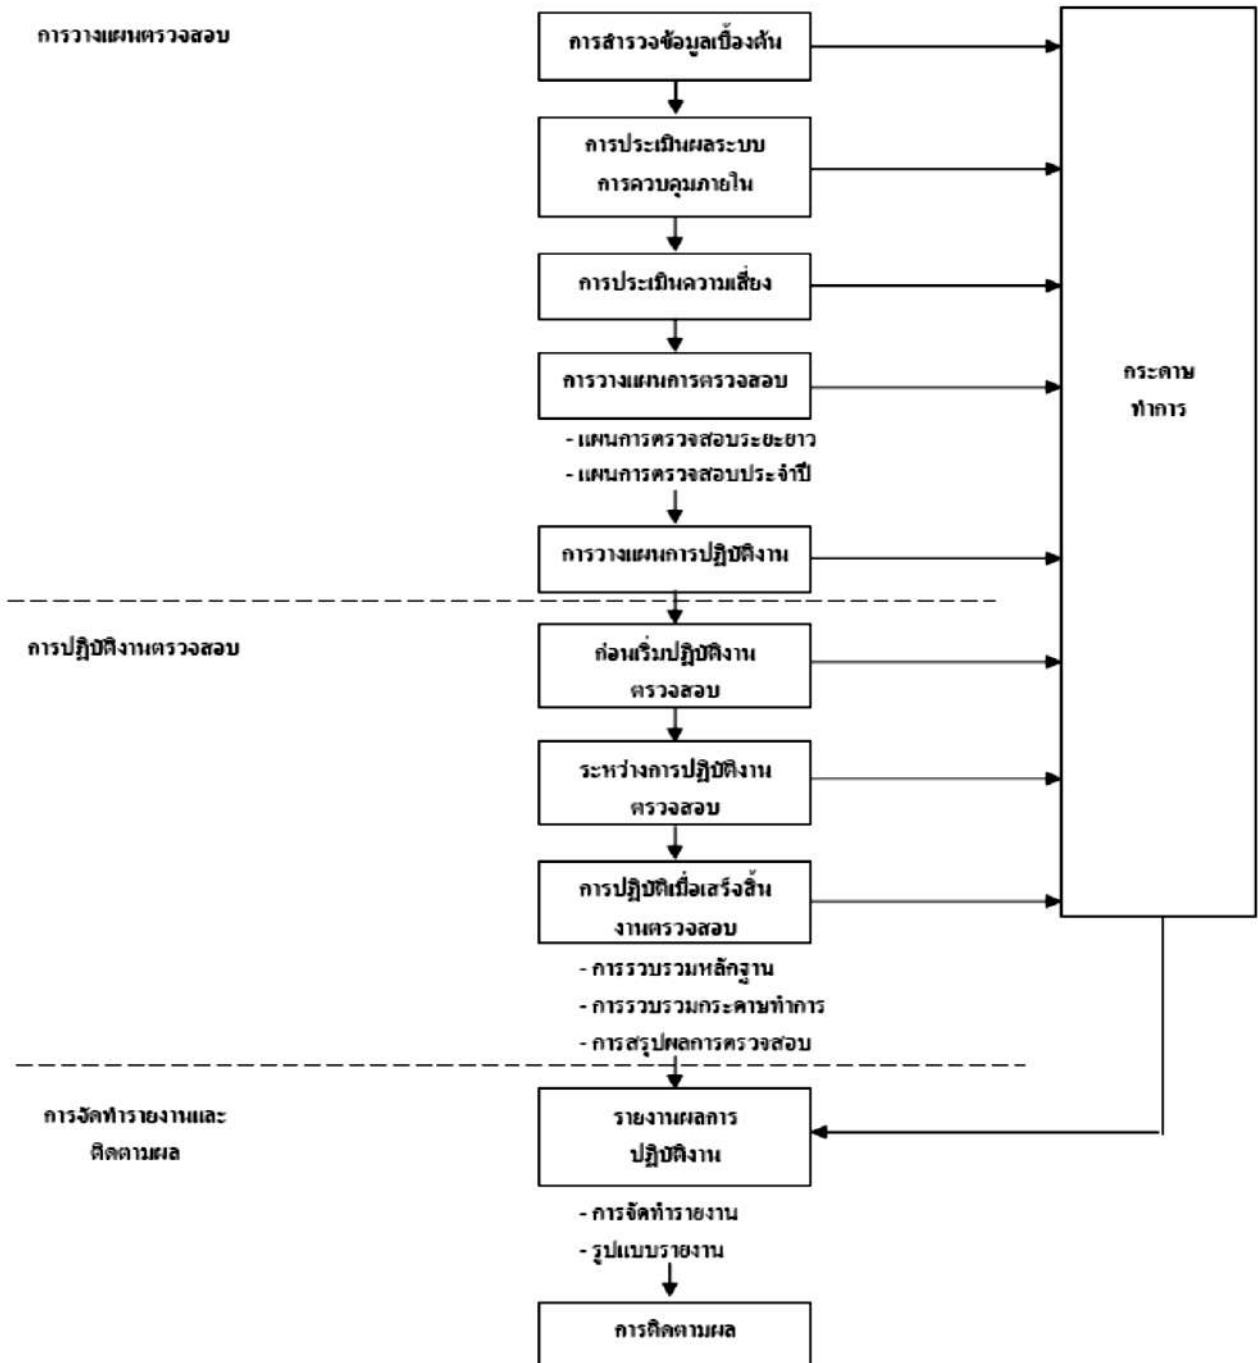 การวางแผนตรวจสอบ
การสำรวจข้อมูลเบื้องต้น
การประเมินผลระบบ
การควบคุมภายใน
การประเมินความเสี่ยง
การวางแผนการตรวจสอบ
- แผนการตรวจสอบระยะยาว
- แผนการตรวจสอบประจำปี
การวางแผนการปฏิบัติงาน
กระดาษ
ทำการ
การปฏิบัติงานตรวจสอบ
ก่อนเริ่มปฏิบัติงาน
ตรวจสอบ
ระหว่างการปฏิบัติงาน
ตรวจสอบ
การปฏิบัติเมื่อเสร็จสิ้น
งานตรวจสอบ
- การรวบรวมหลักฐาน
- การรวบรวมกระดาษทำการ
- การสรุปผลการตรวจสอบ
การจัดทำรายงานและ
ติดตามผล
รายงานผลการ
ปฏิบัติงาน
- การจัดทำรายงาน
- รูปแบบรายงาน
การติดตามผล